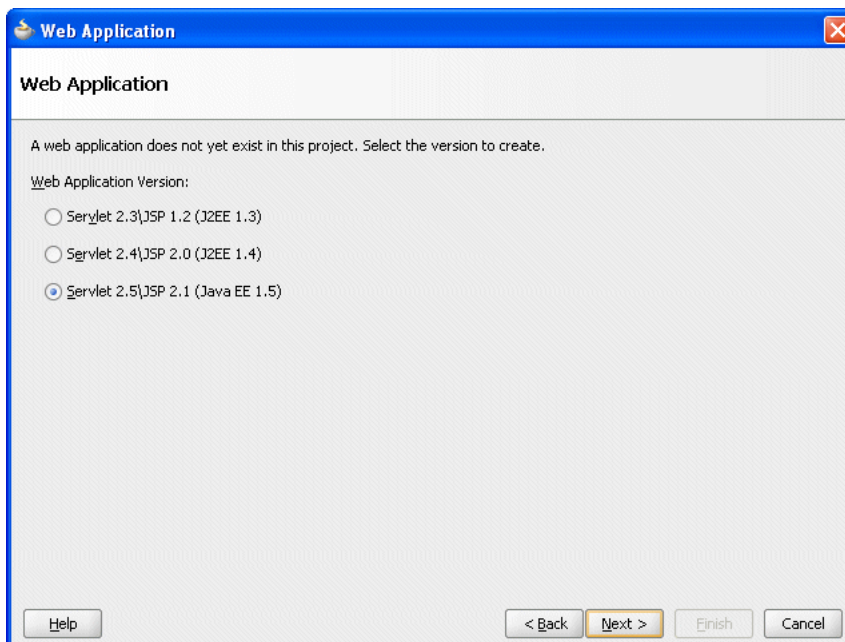 Web Application
Web Application
A web application does not yet exist in this project. Select the version to create.
Web Application Version:
Servlet 2.3\JSP 1.2 (J2EE 1.3)
Servlet 2.4\JSP 2.0 (J2EE 1.4)
Servlet 2.5\JSP 2.1 (Java EE 1.5)
Help < Back Next > Finish Cancel